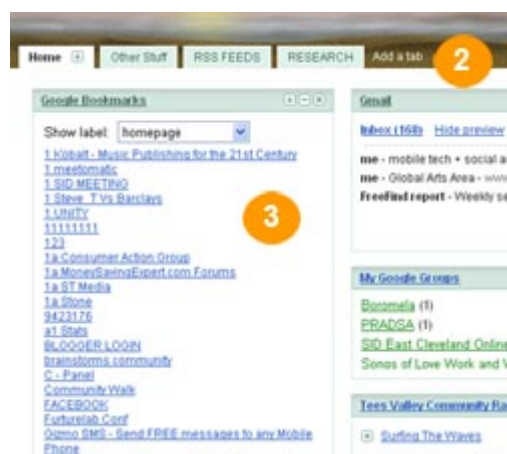 Home
Other Stuff
RSS FEEDS
RESEARCH
Add a tab
2
Google Bookmarks
Show label: homepage
1 Kobalt - Music Publishing for the 21st Century
1 meetomatic
1 SID MEETING
1 Steve T Vs Barclays
1 UNITY
11111111
123
1a Consumer Action Group
1a MoneySavingExpert.com Forums
1a ST Media
1a Stone
9423176
a1 Stats
BLOGGER LOGIN
brainstorms community
C - Panel
Community Walk
FACEBOOK
Furturelab Conf
Gizmo SMS - Send FREE messages to any Mobile
Phone
3
Gmail
Inbox (168) Hide preview
me - mobile tech + social
me - Global Arts Area - www
FreeFind report - Weekly
My Google Groups
Boromela (1)
PRADSA (1)
SID East Cleveland Online
Songs of Love Work and
Tees Valley Community
Surfing The Waves